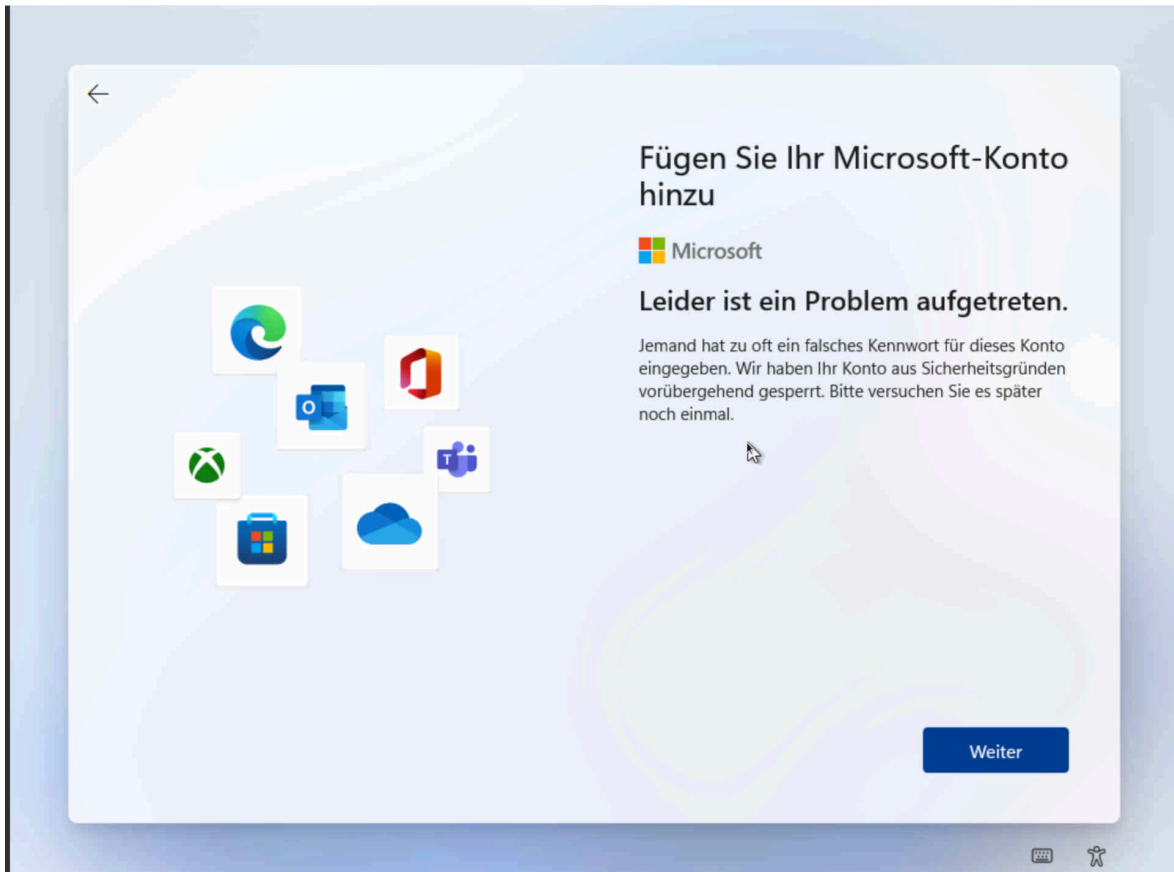 Fügen Sie Ihr Microsoft-Konto
hinzu
Microsoft
Leider ist ein Problem aufgetreten.
Jemand hat zu oft ein falsches Kennwort für dieses Konto
eingegeben. Wir haben Ihr Konto aus Sicherheitsgründen
vorübergehend gesperrt. Bitte versuchen Sie es später
noch einmal.
Weiter